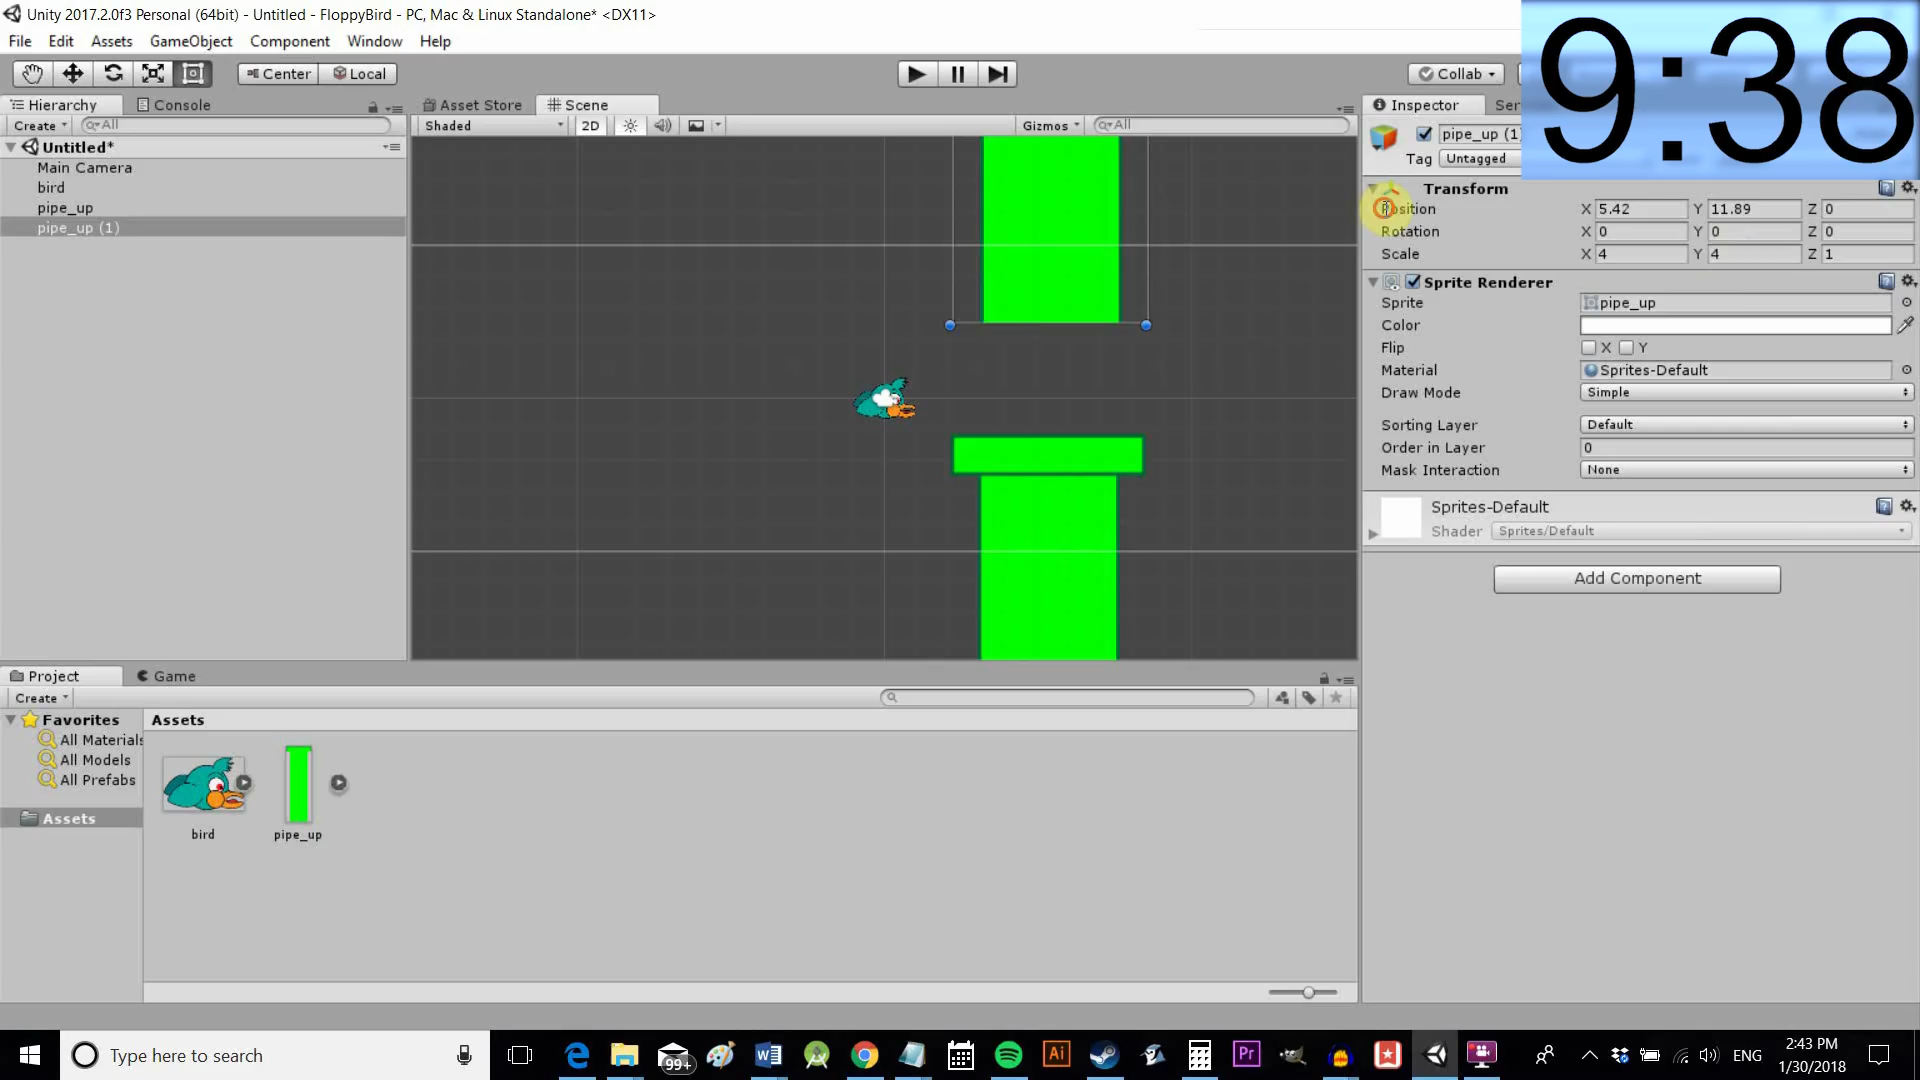 Unity 2017.2.0f3 Personal (64bit) - Untitled - FloppyBird - PC, Mac & Linux Standalone* <DX11>
File Edit Assets GameObject Component Window Help
9:38
Center Local
Collab
Hierarchy Console
Asset Store Scene
Inspector Ser
Create All
Shaded 2D Gizmos All
pipe_up (1)
Untitled*
Tag Untagged
Main Camera
bird
pipe_up
pipe_up (1)
Transform
Position X 5.42 Y 11.89 Z 0
Rotation X 0 Y 0 Z 0
Scale X 4 Y 4 Z 1
Sprite Renderer
Sprite pipe_up
Color
Flip X Y
Material Sprites-Default
Draw Mode Simple
Sorting Layer Default
Order in Layer 0
Mask Interaction None
Sprites-Default
Shader Sprites/Default
Add Component
Project Game
Create
Favorites
All Materials
All Models
All Prefabs
Assets
Assets
bird pipe_up
Type here to search
99+
W
Ai
Pr
ENG
2:43 PM
1/30/2018